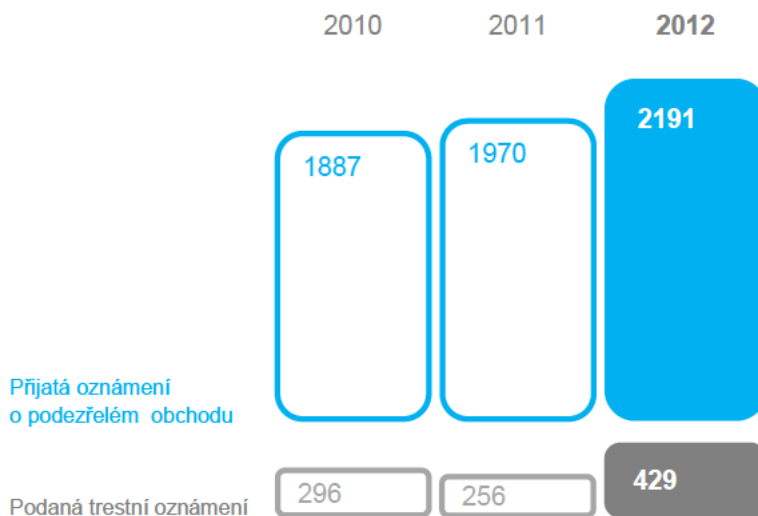 2010 2011 2012
2191
1887 1970
Přijatá oznámení
o podezřelém obchodu
Podaná trestní oznámení 296 256 429